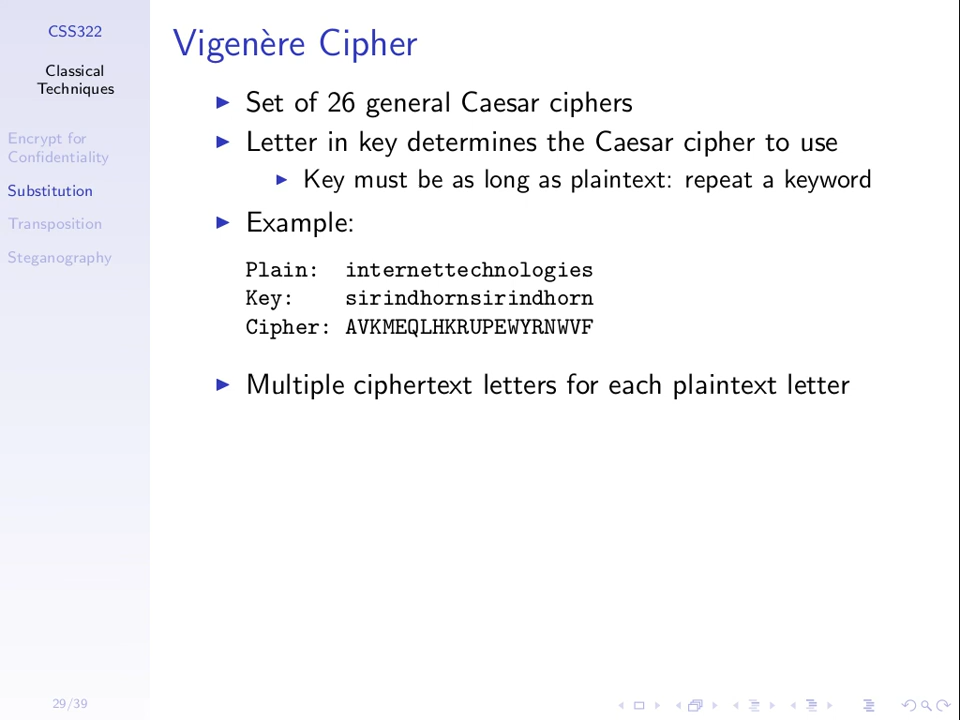 CSS322
Classical
Techniques
Encrypt for
Confidentiality
Substitution
Transposition
Steganography
29/39
Vigenère Cipher
Set of 26 general Caesar ciphers
Letter in key determines the Caesar cipher to use
Key must be as long as plaintext: repeat a keyword
Example:
Plain: internettechnologies
Key: sirindhornsirindhorn
Cipher: AVKMEQLHKRUPEWYRNWVF
Multiple ciphertext letters for each plaintext letter